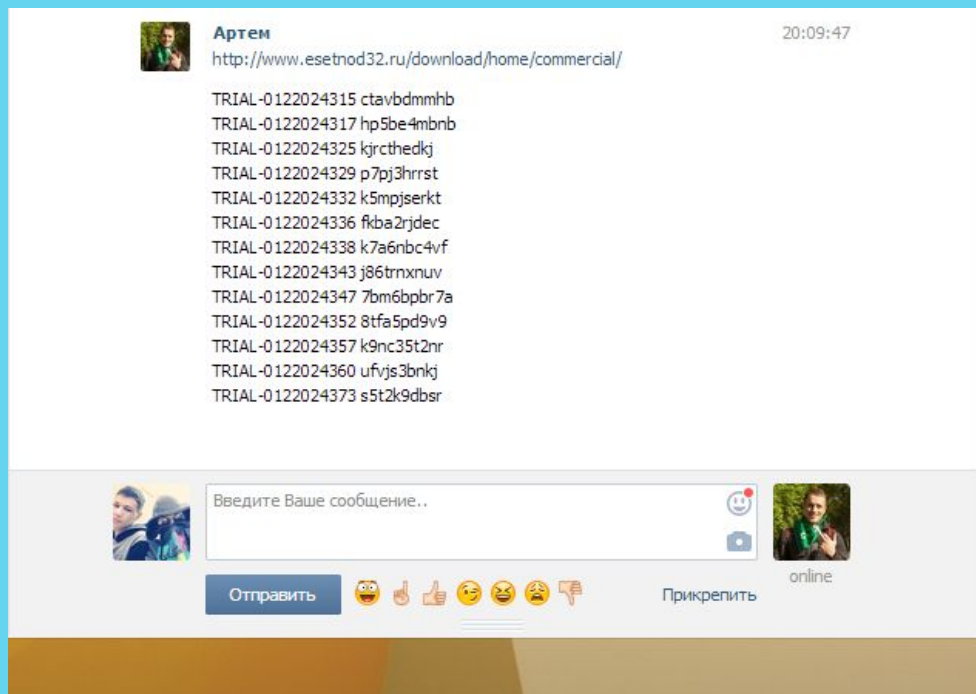 Артем 20:09:47
http://www.esetnod32.ru/download/home/commercial/
TRIAL-0122024315 ctavbdmmhb
TRIAL-0122024317 hp5be4mbnb
TRIAL-0122024325 kjrcthedkj
TRIAL-0122024329 p7pj3hrrst
TRIAL-0122024332 k5mpjserkt
TRIAL-0122024336 fkba2rjdec
TRIAL-0122024338 k7a6nbc4vf
TRIAL-0122024343 j86trnxnuv
TRIAL-0122024347 7bm6bpbr7a
TRIAL-0122024352 8tfa5pd9v9
TRIAL-0122024357 k9nc35t2nr
TRIAL-0122024360 ufvjs3bnkj
TRIAL-0122024373 s5t2k9dbsr
Введите Ваше сообщение..
online
Отправить Прикрепить